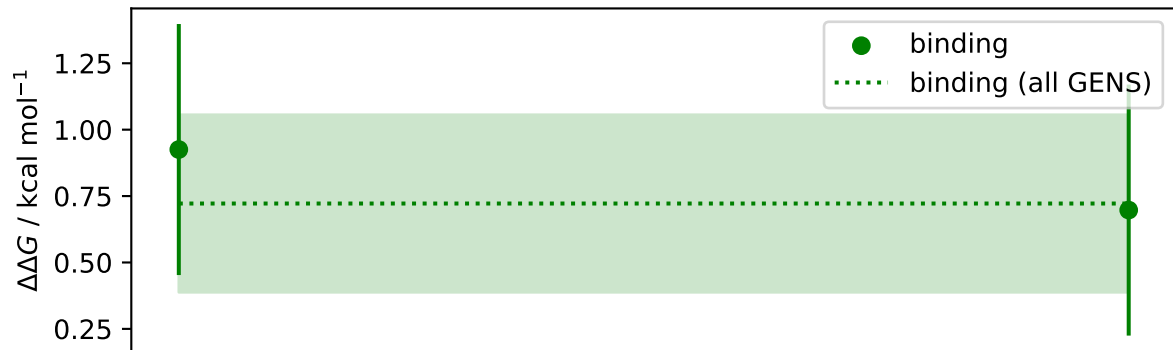 binding
binding (all GENS)
ΔΔG / kcal mol⁻¹
1.25
1.00
0.75
0.50
0.25